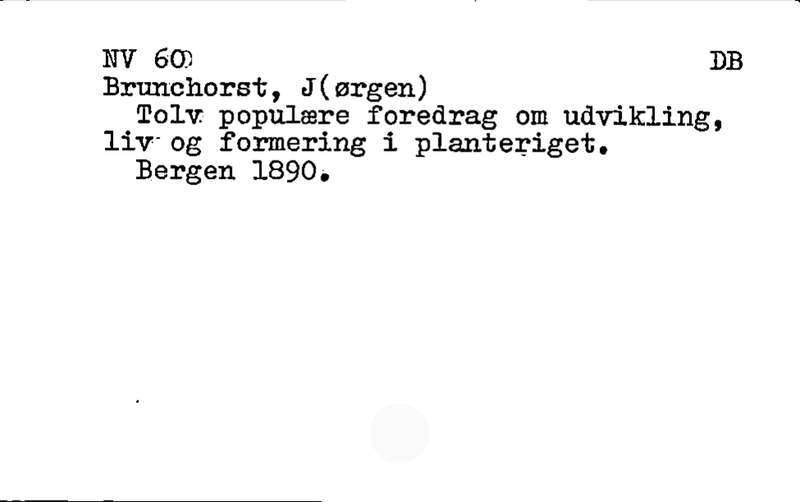 NV 60 DB
Brunchorst, J(ørgen)
Tolv populære foredrag om udvikling,
liv og formering i planteriget.
Bergen 1890.